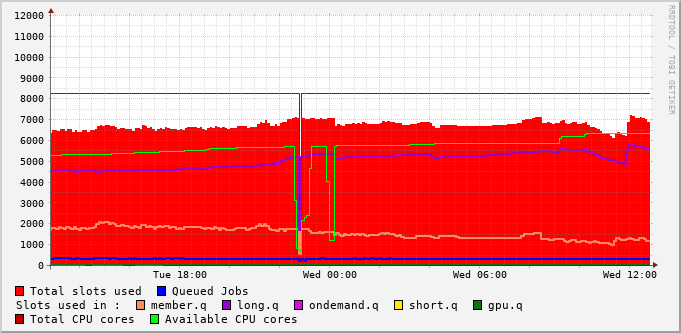 12000
11000
10000
9000
8000
7000
6000
5000
4000
3000
2000
1000
0
Tue 18:00 Wed 00:00 Wed 06:00 Wed 12:00
Total slots used Queued Jobs
Slots used in : member.q long.q ondemand.q short.q gpu.q
Total CPU cores Available CPU cores
RRDTOOL / TOBI OETIKER